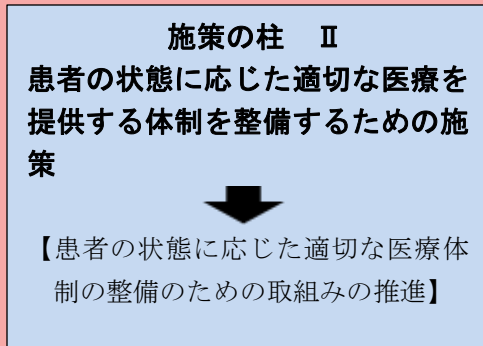 施策の柱　Ⅱ
患者の状態に応じた適切な医療を
提供する体制を整備するための施
策
【患者の状態に応じた適切な医療体
制の整備のための取組みの推進】